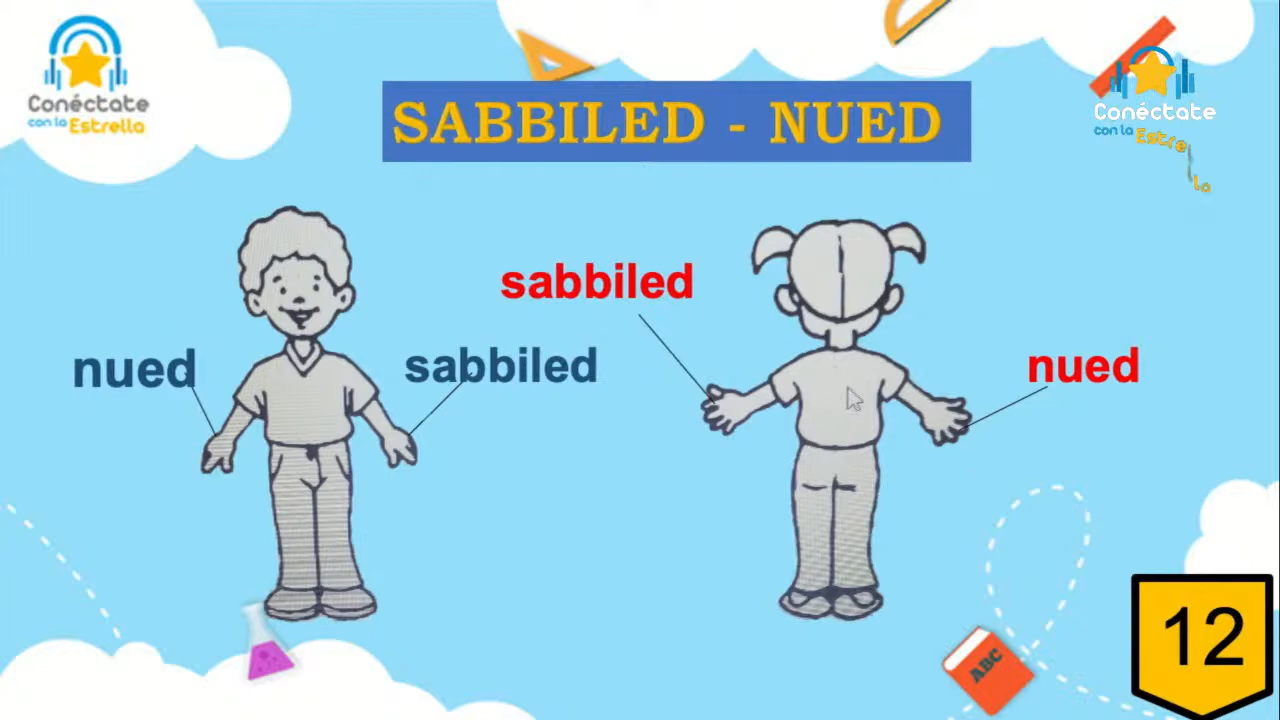 Conéctate
con la Estrella
SABBILED - NUED
Conéctate
con la Estrella
sabbiled
nued
sabbiled
nued
ABC
12